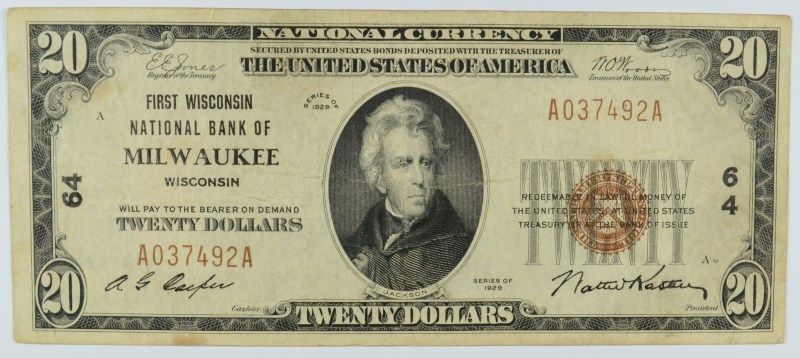 20 NATIONAL CURRENCY 20
SECURED BY UNITED STATES BONDS DEPOSITED WITH THE TREASURER OF
THE UNITED STATES OF AMERICA
E E Jones
Register of the Treasury
W O Woods
Treasurer of the United States
A
FIRST WISCONSIN
NATIONAL BANK OF
MILWAUKEE
WISCONSIN
SERIES OF
1929
A037492A
64
WILL PAY TO THE BEARER ON DEMAND
TWENTY DOLLARS
A037492A
A G Casper
Cashier
JACKSON
TWENTY
REDEEMABLE IN LAWFUL MONEY OF
THE UNITED STATES AT UNITED STATES
TREASURY OR AT THE BANK OF ISSUE
64
A
SERIES OF
1929
President
20 TWENTY DOLLARS 20